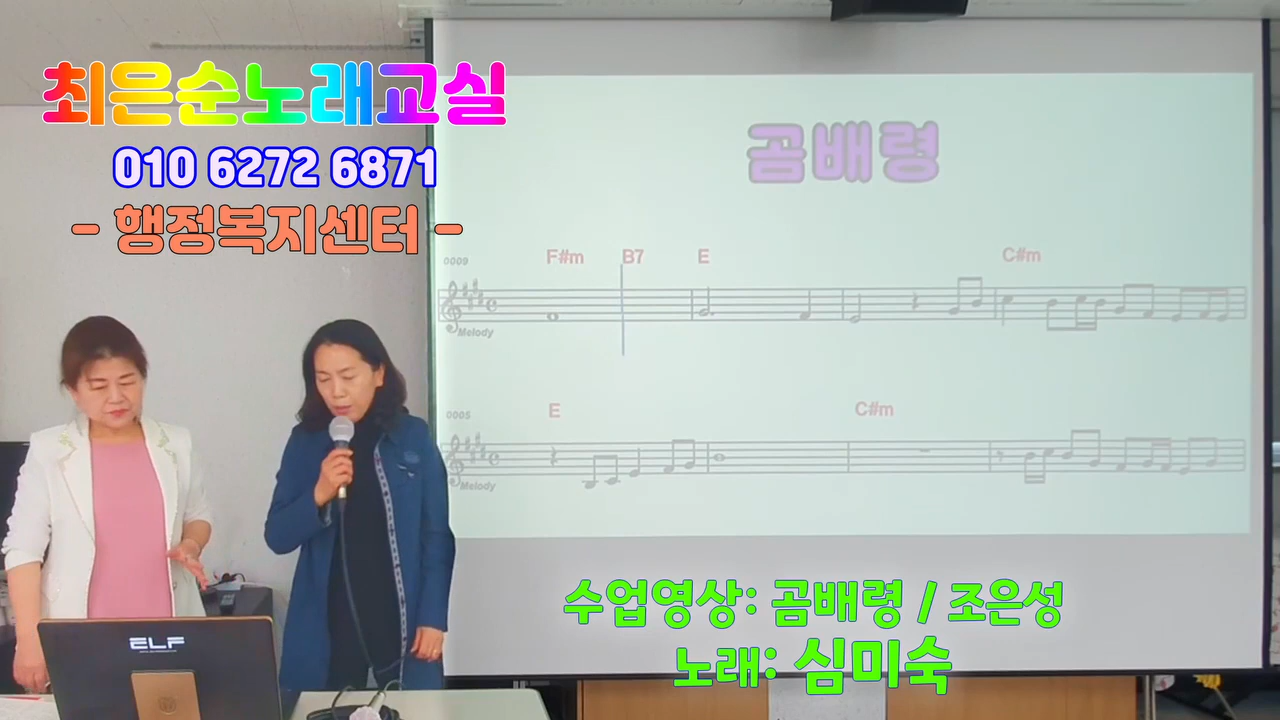 최은순노래교실
010 6272 6871
- 행정복지센터 -
곰배령
0009 F#m B7 E C#m
Melody
0005 E C#m
Melody
ELF
수업영상: 곰배령 / 조은성
노래: 심미숙